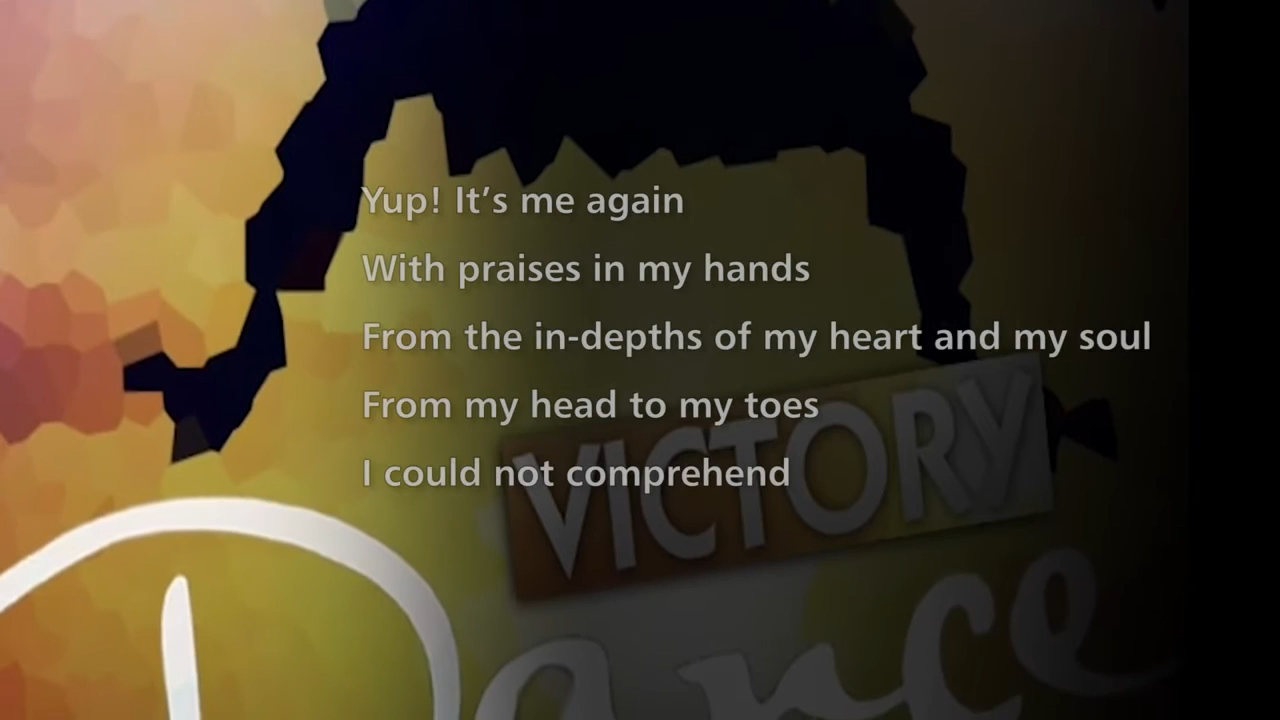 Yup! It’s me again
With praises in my hands
From the in-depths of my heart and my soul
From my head to my toes
I could not comprehend
VICTORY
Dance